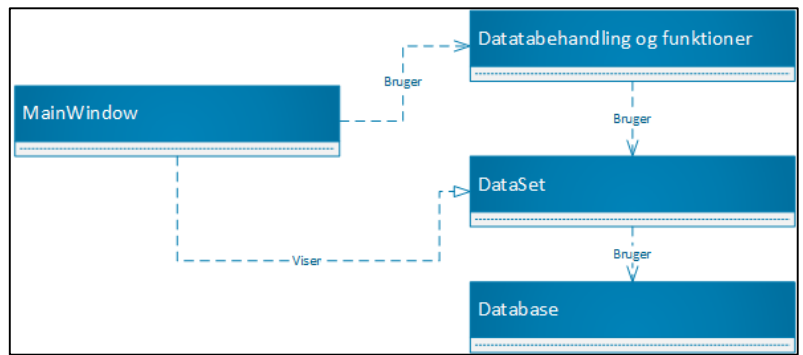 Datatabehandling og funktioner
Bruger
MainWindow
Bruger
DataSet
Viser
Bruger
Database